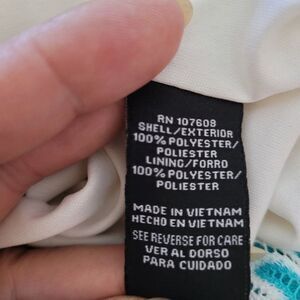 RN 107608
SHELL/EXTERIOR
100% POLYESTER/
POLIESTER
LINING/FORRO
100% POLYESTER/
POLIESTER
MADE IN VIETNAM
HECHO EN VIETNAM
SEE REVERSE FOR CARE
VER AL DORSO
PARA CUIDADO